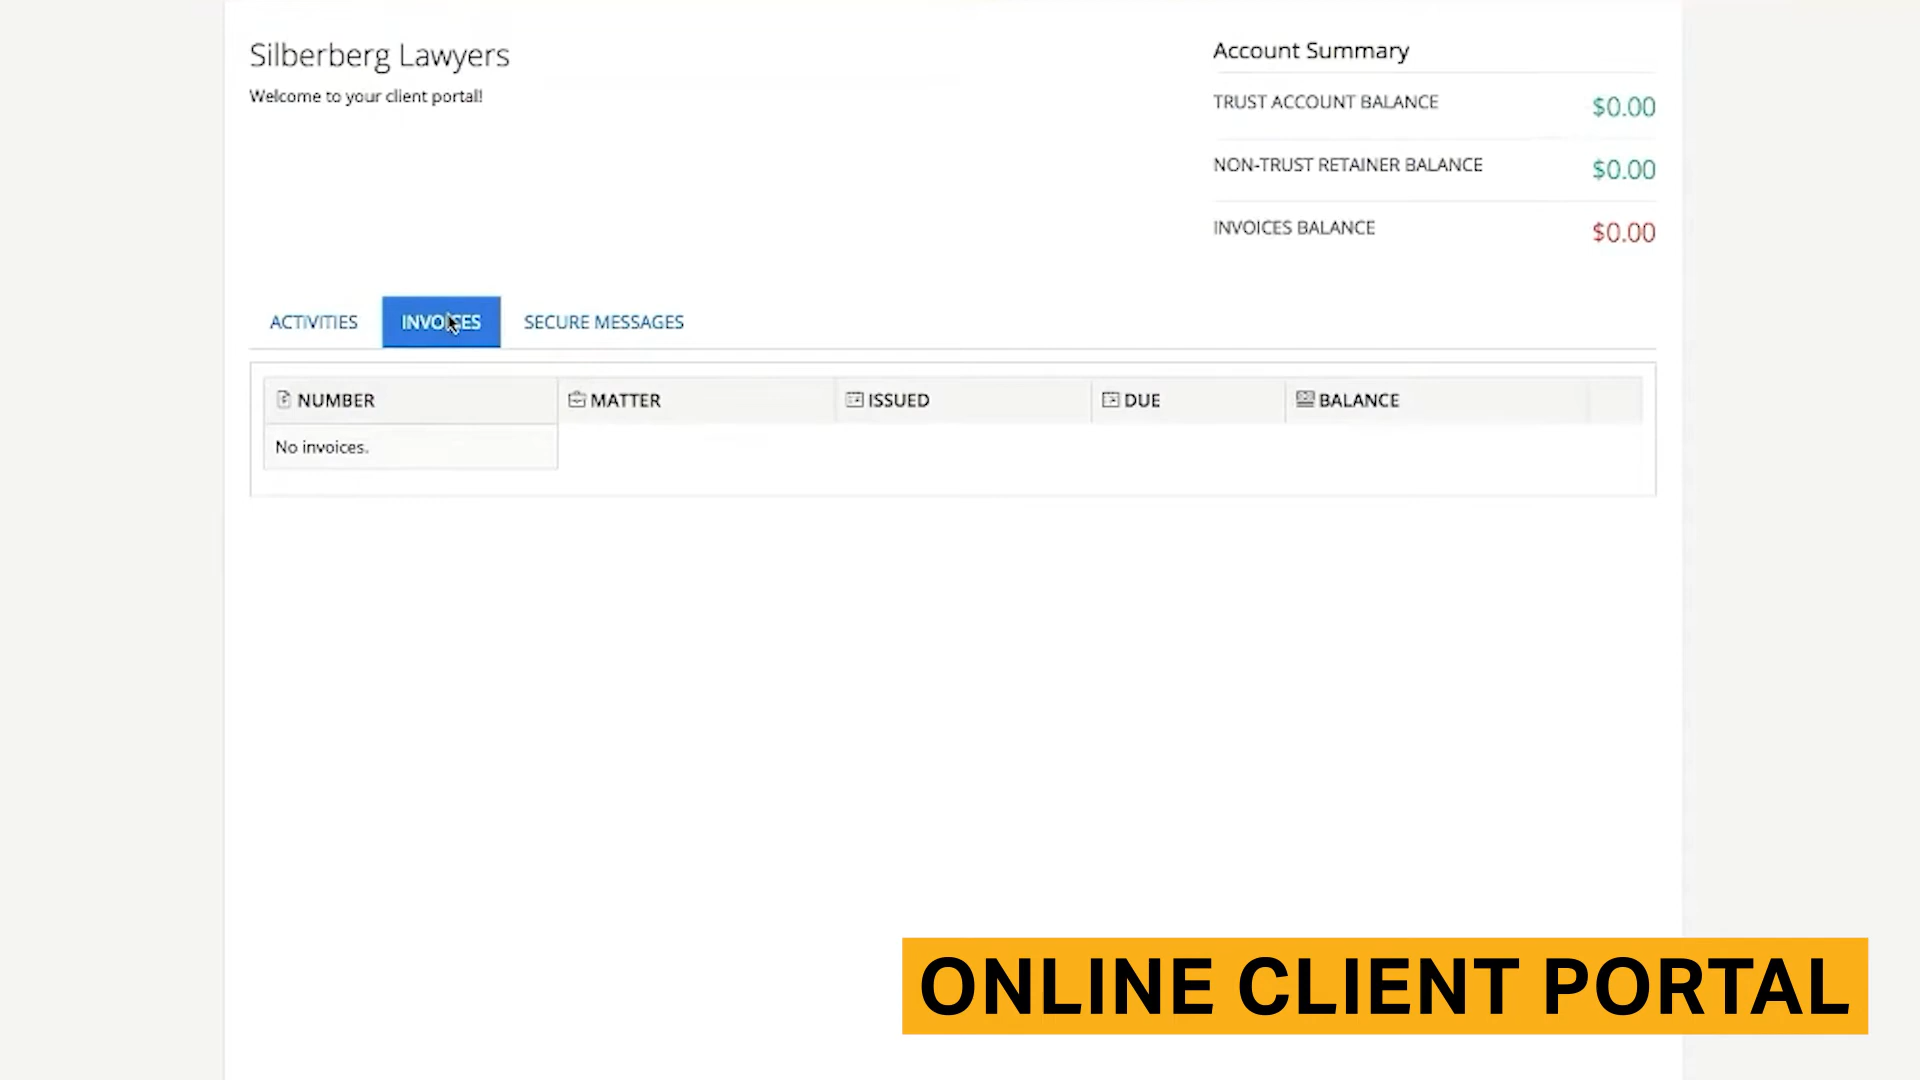 Silberberg Lawyers
Welcome to your client portal!
Account Summary
TRUST ACCOUNT BALANCE $0.00
NON-TRUST RETAINER BALANCE $0.00
INVOICES BALANCE $0.00
ACTIVITIES INVOICES SECURE MESSAGES
NUMBER MATTER ISSUED DUE BALANCE
No invoices.
ONLINE CLIENT PORTAL